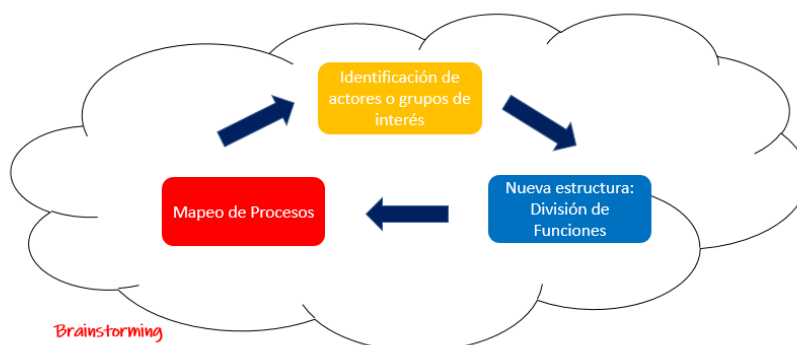 Identificación de
actores o grupos de
interés
Mapeo de Procesos
Nueva estructura:
División de
Funciones
Brainstorming